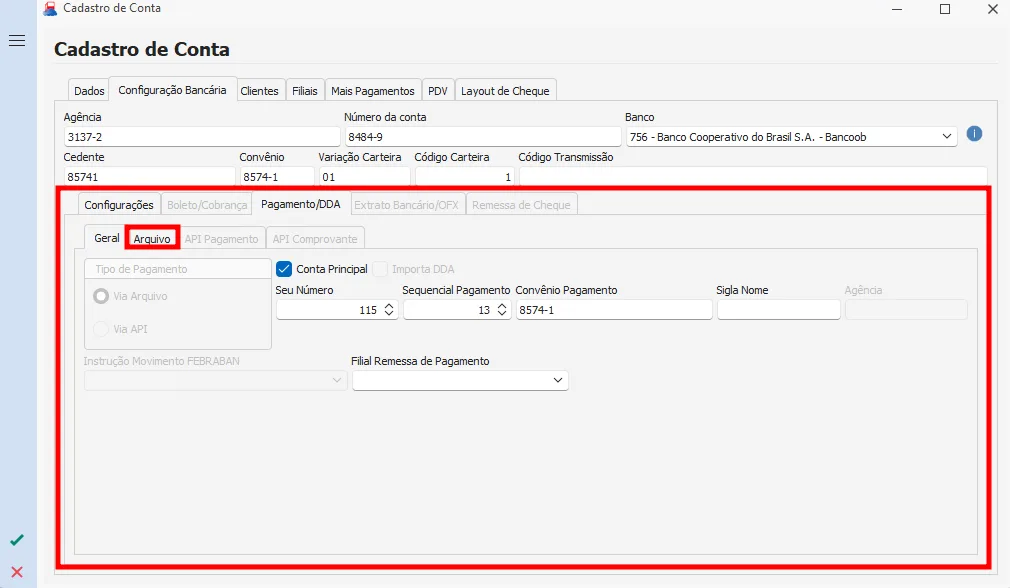 Cadastro de Conta
Cadastro de Conta
Dados Configuração Bancária Clientes Filiais Mais Pagamentos PDV Layout de Cheque
Agência Número da conta Banco
3137-2 8484-9 756 - Banco Cooperativo do Brasil S.A. - Bancoob
Cedente Convênio Variação Carteira Código Carteira Código Transmissão
85741 8574-1 01 1
Configurações Boleto/Cobrança Pagamento/DDA Extrato Bancário/OFX Remessa de Cheque
Geral Arquivo API Pagamento API Comprovante
Tipo de Pagamento Conta Principal Importa DDA
Seu Número Sequencial Pagamento Convênio Pagamento Sigla Nome Agência
Via Arquivo 115 13 8574-1
Via API
Instrução Movimento FEBRABAN Filial Remessa de Pagamento